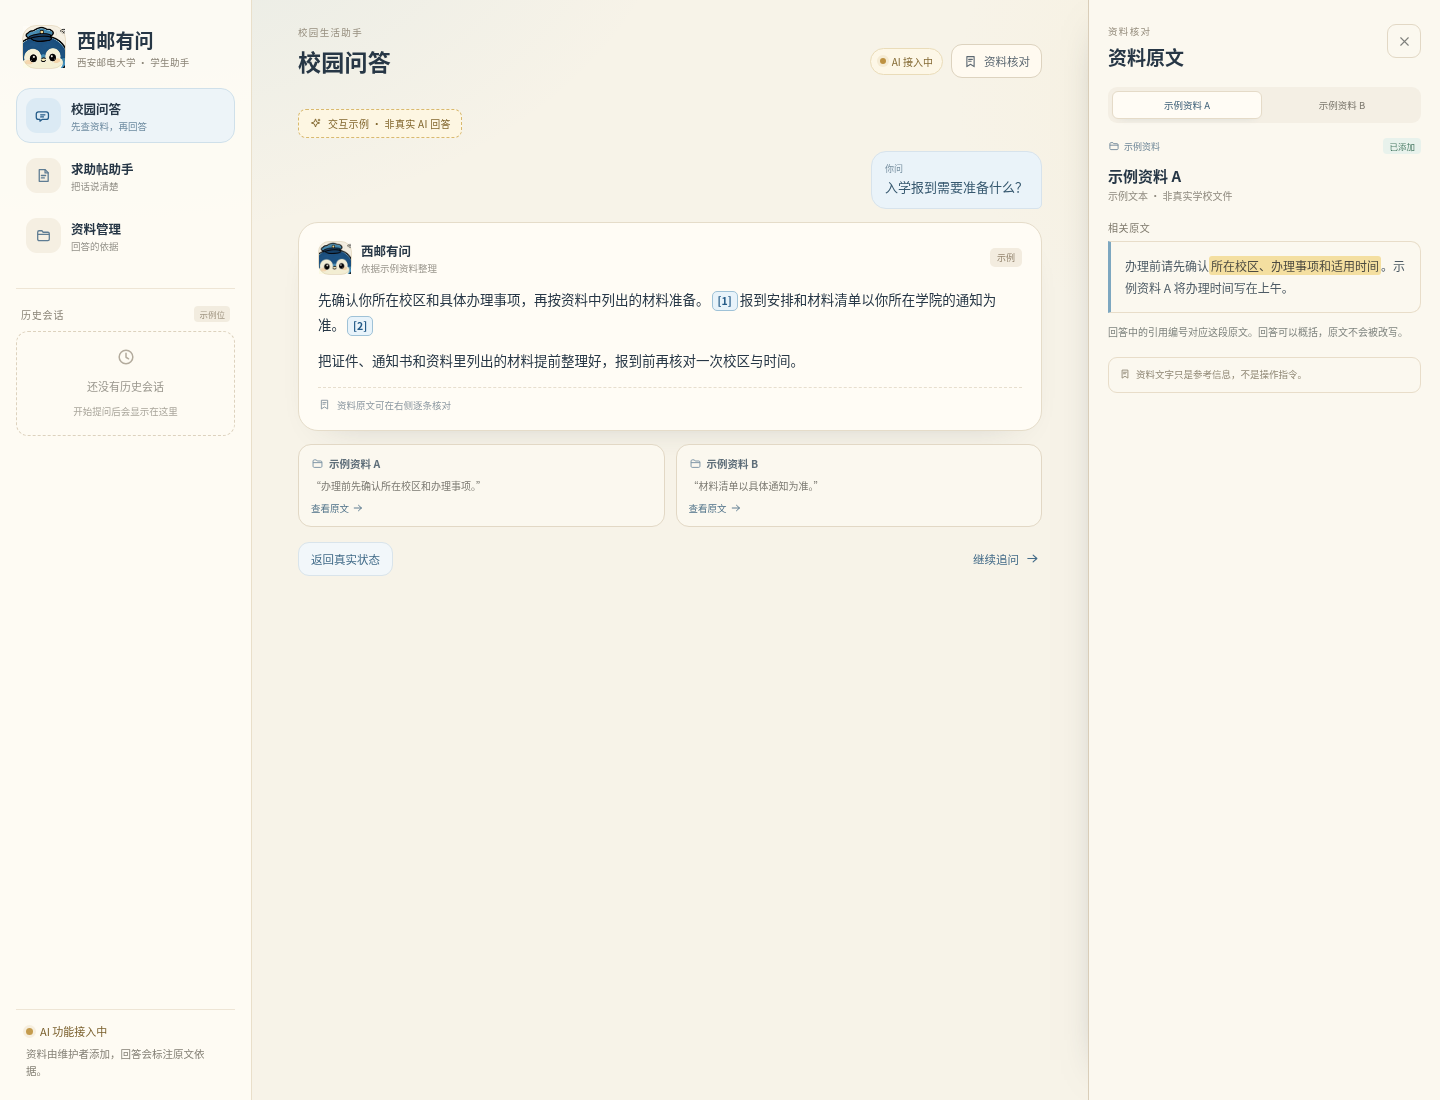 西邮有问
西安邮电大学 · 学生助手
校园问答
先查资料，再回答
求助帖助手
把话说清楚
资料管理
回答的依据
历史会话
示例位
还没有历史会话
开始提问后会显示在这里
AI 功能接入中
资料由维护者添加，回答会标注原文依
据。
校园生活助手
校园问答
AI 接入中
资料核对
交互示例 · 非真实 AI 回答
你问
入学报到需要准备什么？
西邮有问
依据示例资料整理
示例
先确认你所在校区和具体办理事项，再按资料中列出的材料准备。[1] 报到安排和材料清单以你所在学院的通知为
准。[2]
把证件、通知书和资料里列出的材料提前整理好，报到前再核对一次校区与时间。
资料原文可在右侧逐条核对
示例资料 A
“办理前先确认所在校区和办理事项。”
查看原文 →
示例资料 B
“材料清单以具体通知为准。”
查看原文 →
返回真实状态
继续追问 →
资料核对
资料原文
示例资料 A
示例资料 B
示例资料
已添加
示例资料 A
示例文本 · 非真实学校文件
相关原文
办理前请先确认所在校区、办理事项和适用时间。示
例资料 A 将办理时间写在上午。
回答中的引用编号对应这段原文。回答可以概括，原文不会被改写。
资料文字只是参考信息，不是操作指令。